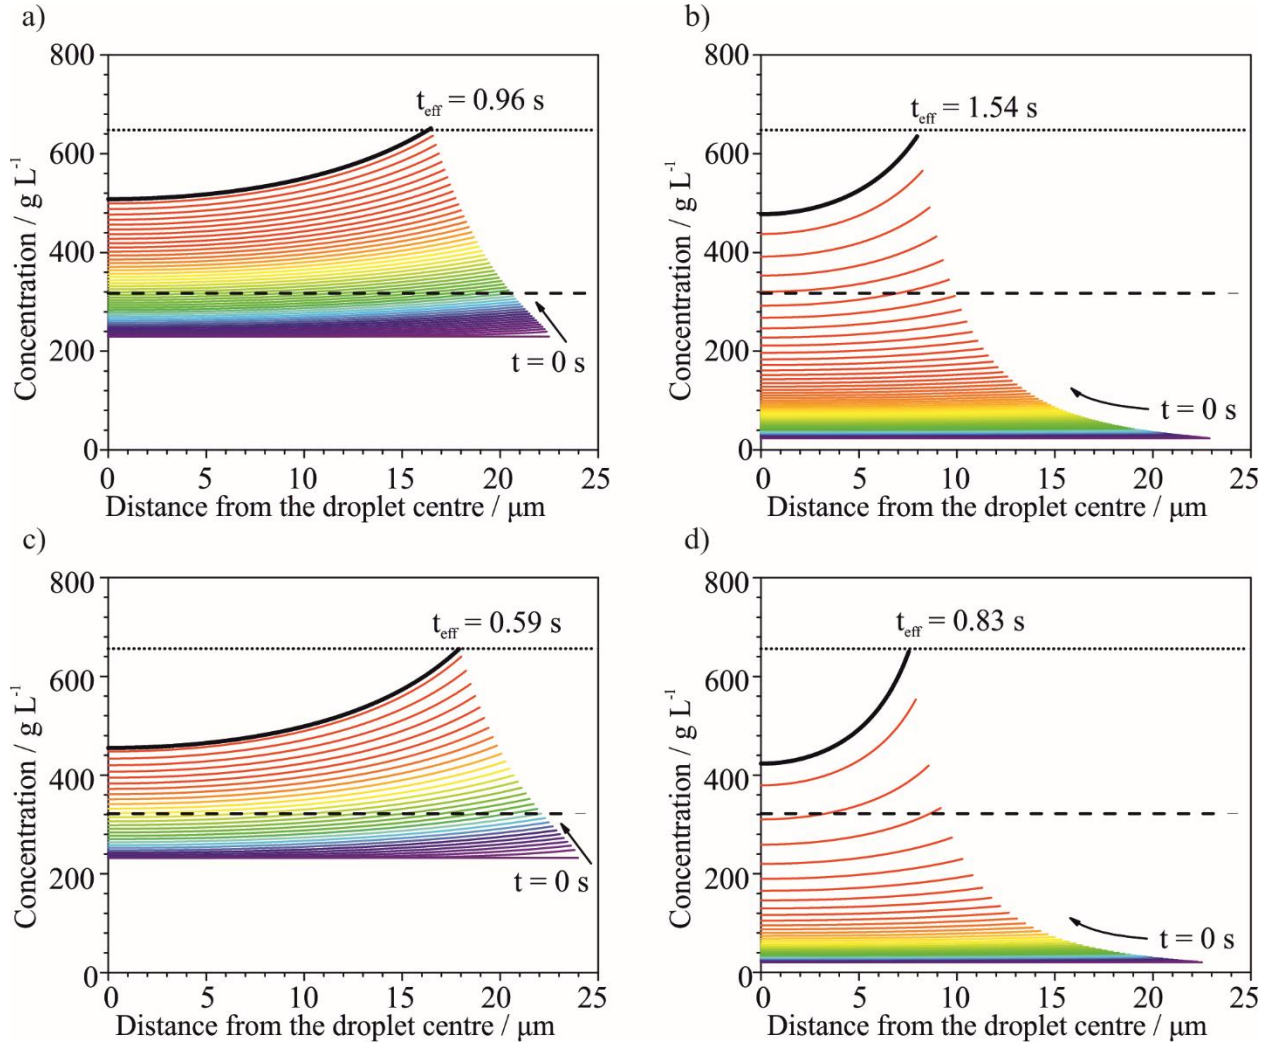 a)
800
600
400
200
0
Concentration / g L⁻¹
t_eff = 0.96 s
t = 0 s
0 5 10 15 20 25
Distance from the droplet centre / μm
b)
800
600
400
200
0
Concentration / g L⁻¹
t_eff = 1.54 s
t = 0 s
0 5 10 15 20 25
Distance from the droplet centre / μm
c)
800
600
400
200
0
Concentration / g L⁻¹
t_eff = 0.59 s
t = 0 s
0 5 10 15 20 25
Distance from the droplet centre / μm
d)
800
600
400
200
0
Concentration / g L⁻¹
t_eff = 0.83 s
t = 0 s
0 5 10 15 20 25
Distance from the droplet centre / μm